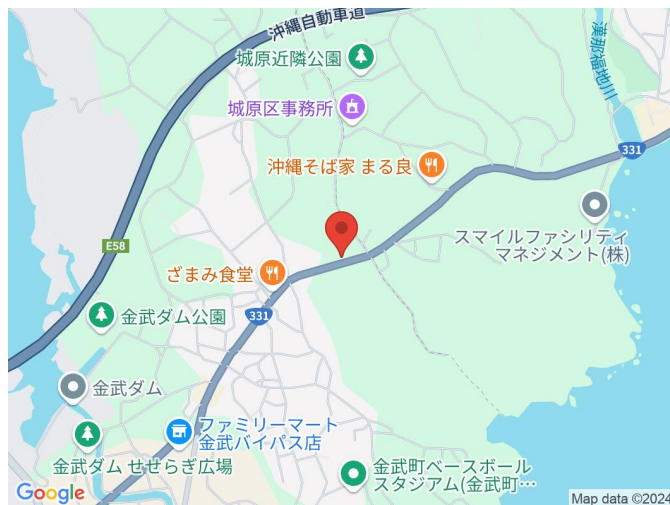 沖縄自動車道
城原近隣公園
城原区事務所
漢那福地川
331
沖縄そば家 まる良
スマイルファシリティ
マネジメント(株)
E58
ざまみ食堂
331
金武ダム公園
金武ダム
ファミリーマート
金武バイパス店
金武ダム せせらぎ広場
金武町ベースボール
スタジアム(金武町…
Google
Map data ©2024